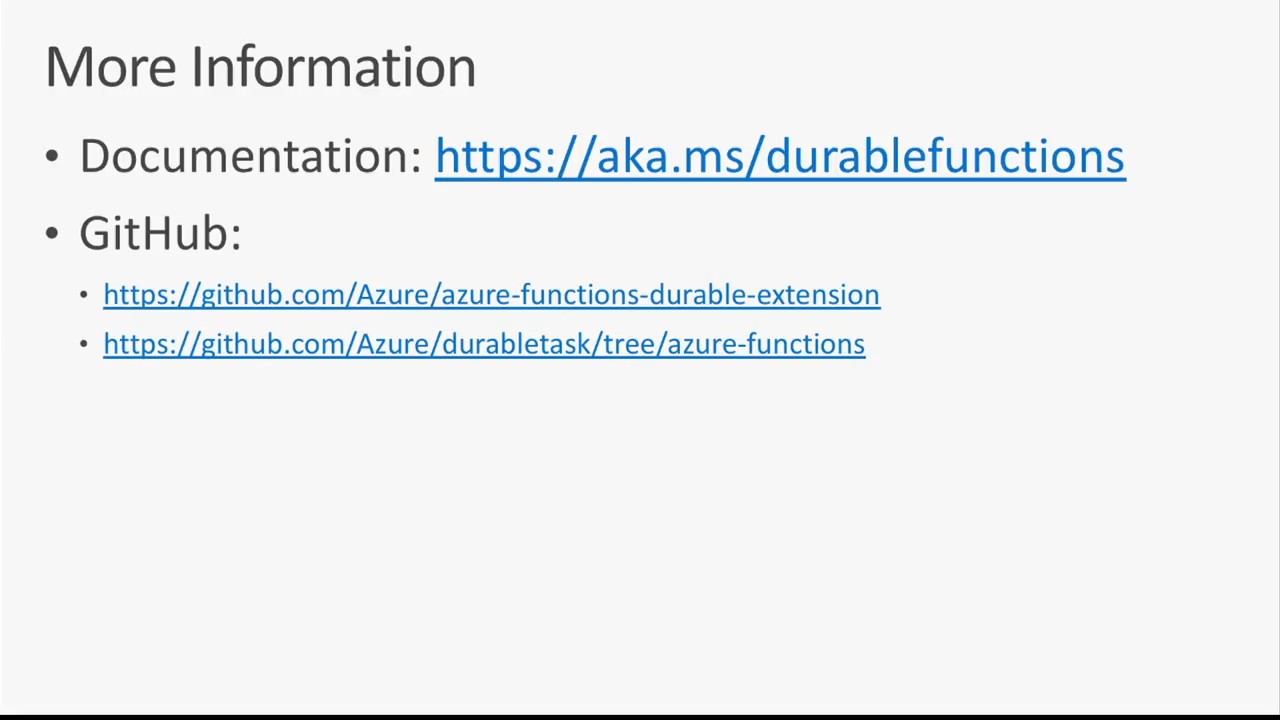 More Information
• Documentation: https://aka.ms/durablefunctions
• GitHub:
• https://github.com/Azure/azure-functions-durable-extension
• https://github.com/Azure/durabletask/tree/azure-functions